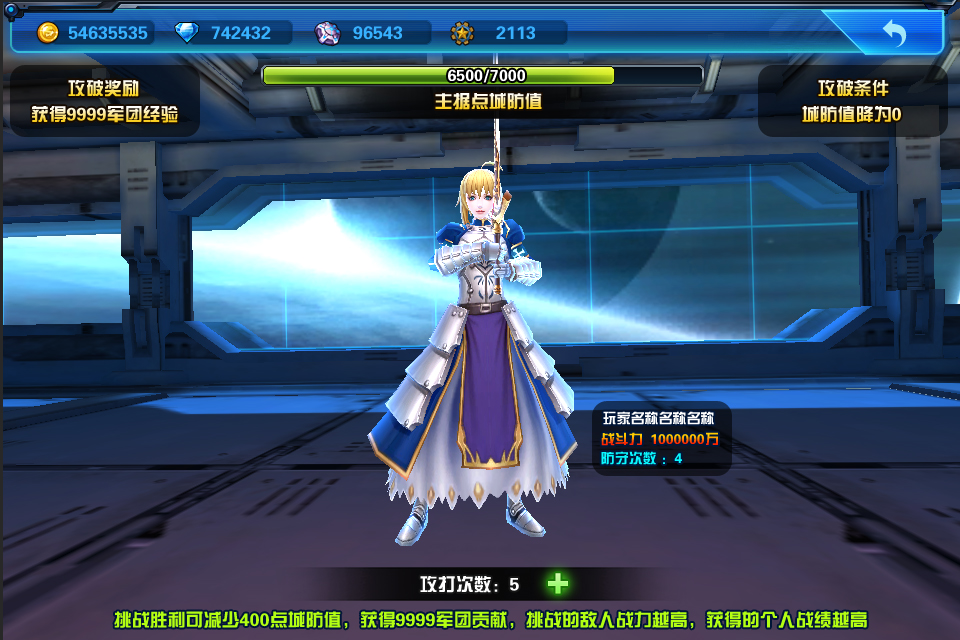 54635535 742432 96543 2113
6500/7000
主据点城防值
攻破奖励
获得9999军团经验
攻破条件
城防值降为0
玩家名称名称名称
战斗力 1000000万
防守次数：4
攻打次数：5
挑战胜利可减少400点城防值，获得9999军团贡献，挑战的敌人战力越高，获得的个人战绩越高